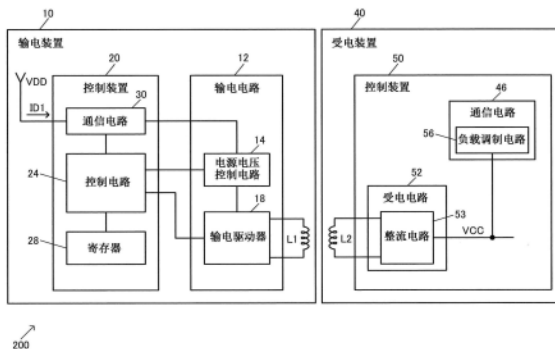 10
输电装置
VDD
ID1
20
控制装置
30
通信电路
24
控制电路
28
寄存器
12
输电电路
14
电源电压
控制电路
18
输电驱动器
L1
L2
40
受电装置
50
控制装置
46
通信电路
56
负载调制电路
52
受电电路
53
整流电路
VCC
200